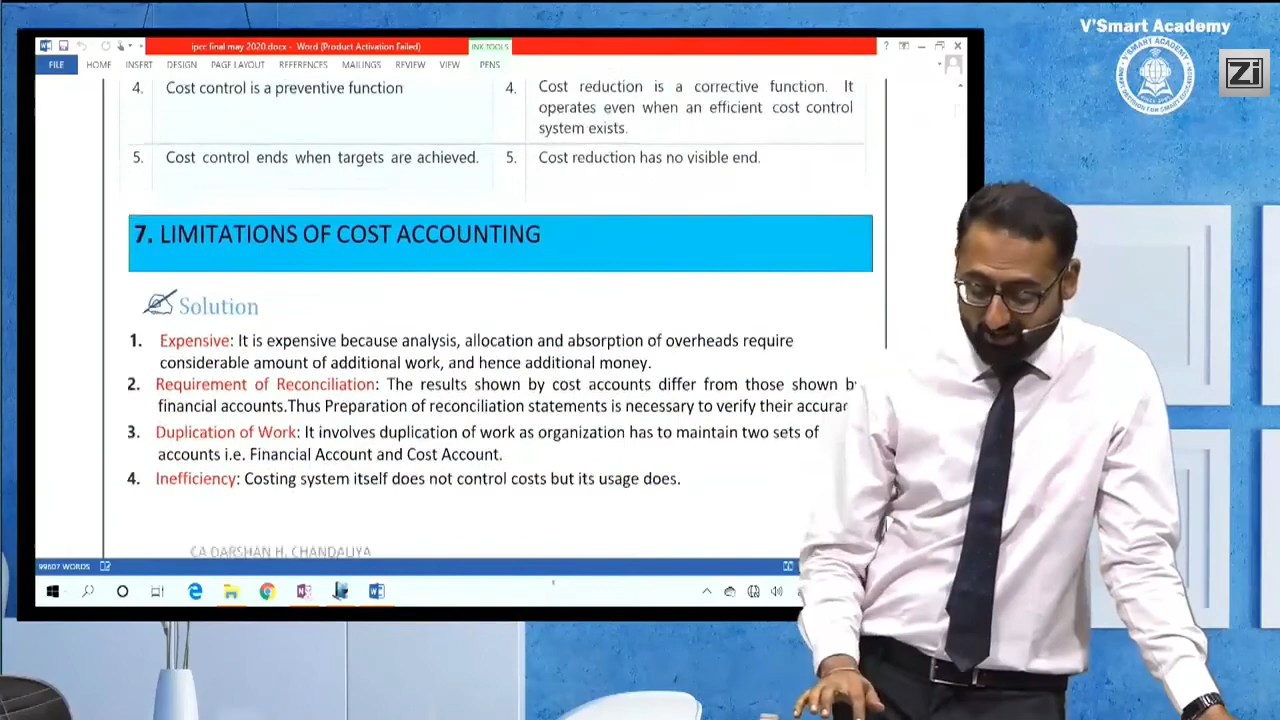 V'Smart Academy
ipcc final may 2020.docx - Word (Product Activation Failed)
INK TOOLS
FILE HOME INSERT DESIGN PAGE LAYOUT REFERENCES MAILINGS REVIEW VIEW PENS
4. Cost control is a preventive function
4. Cost reduction is a corrective function. It
operates even when an efficient cost control
system exists.
5. Cost control ends when targets are achieved.
5. Cost reduction has no visible end.
7. LIMITATIONS OF COST ACCOUNTING
Solution
1. Expensive: It is expensive because analysis, allocation and absorption of overheads require
considerable amount of additional work, and hence additional money.
2. Requirement of Reconciliation: The results shown by cost accounts differ from those shown
financial accounts.Thus Preparation of reconciliation statements is necessary to verify their
3. Duplication of Work: It involves duplication of work as organization has to maintain two sets of
accounts i.e. Financial Account and Cost Account.
4. Inefficiency: Costing system itself does not control costs but its usage does.
CA DARSHAN H. CHANDALIYA
99607 WORDS
V'SMART ACADEMY
Zi